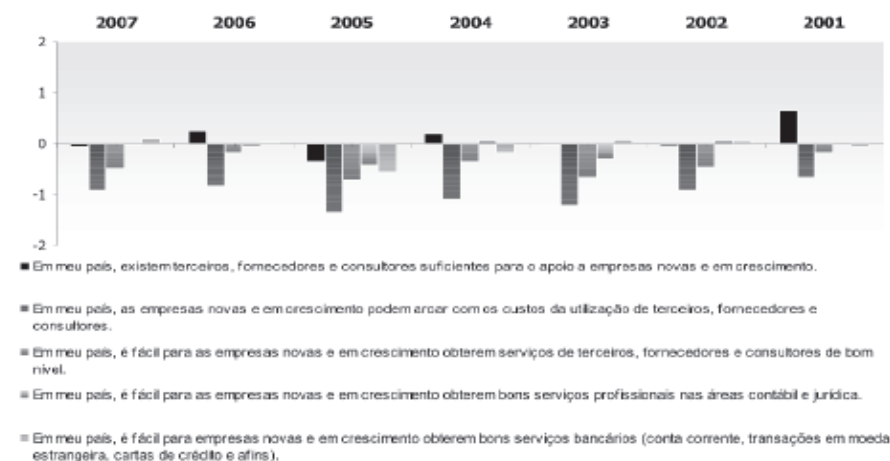 2007 2006 2005 2004 2003 2002 2001
2
1
0
-1
-2
Em meu país, existem terceiros, fornecedores e consultores suficientes para o apoio a empresas novas e em crescimento.
Em meu país, as empresas novas e em crescimento podem arcar com os custos da utilização de terceiros, fornecedores e
consultores.
Em meu país, é fácil para as empresas novas e em crescimento obterem serviços de terceiros, fornecedores e consultores de bom
nível.
Em meu país, é fácil para as empresas novas e em crescimento obterem bons serviços profissionais nas áreas contábil e jurídica.
Em meu país, é fácil para empresas novas e em crescimento obterem bons serviços bancários (conta corrente, transações em moeda
estrangeira, cartas de crédito e afins).